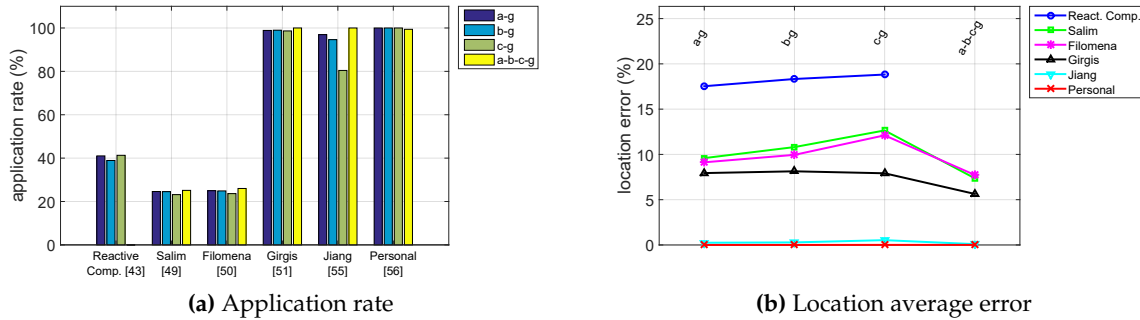 application rate (%)
100
80
60
40
20
0
Reactive
Comp. [43]
Salim
[49]
Filomena
[50]
Girgis
[51]
Jiang
[55]
Personal
[56]
a-g
b-g
c-g
a-b-c-g
(a) Application rate
location error (%)
25
20
15
10
5
0
a-g
b-g
c-g
a-b-c-g
React. Comp.
Salim
Filomena
Girgis
Jiang
Personal
(b) Location average error